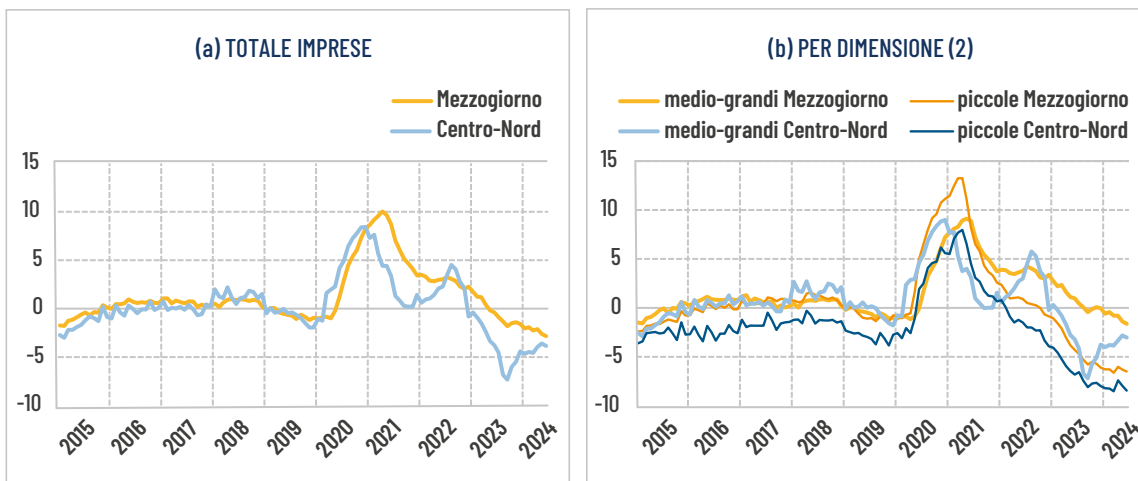 (a) TOTALE IMPRESE
Mezzogiorno
Centro-Nord
15
10
5
0
-5
-10
2015 2016 2017 2018 2019 2020 2021 2022 2023 2024
(b) PER DIMENSIONE (2)
medio-grandi Mezzogiorno piccole Mezzogiorno
medio-grandi Centro-Nord piccole Centro-Nord
15
10
5
0
-5
-10
2015 2016 2017 2018 2019 2020 2021 2022 2023 2024